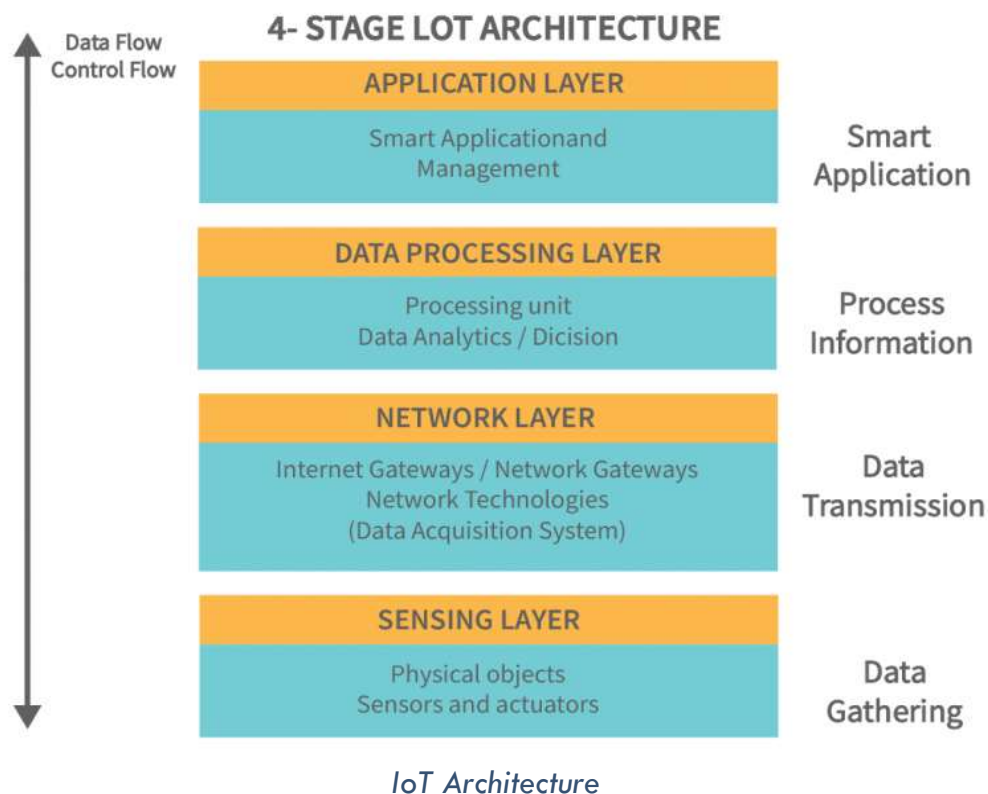 4- STAGE LOT ARCHITECTURE
Data Flow
Control Flow
APPLICATION LAYER
Smart Applicationand
Management
Smart
Application
DATA PROCESSING LAYER
Processing unit
Data Analytics / Dicision
Process
Information
NETWORK LAYER
Internet Gateways / Network Gateways
Network Technologies
(Data Acquisition System)
Data
Transmission
SENSING LAYER
Physical objects
Sensors and actuators
Data
Gathering
IoT Architecture